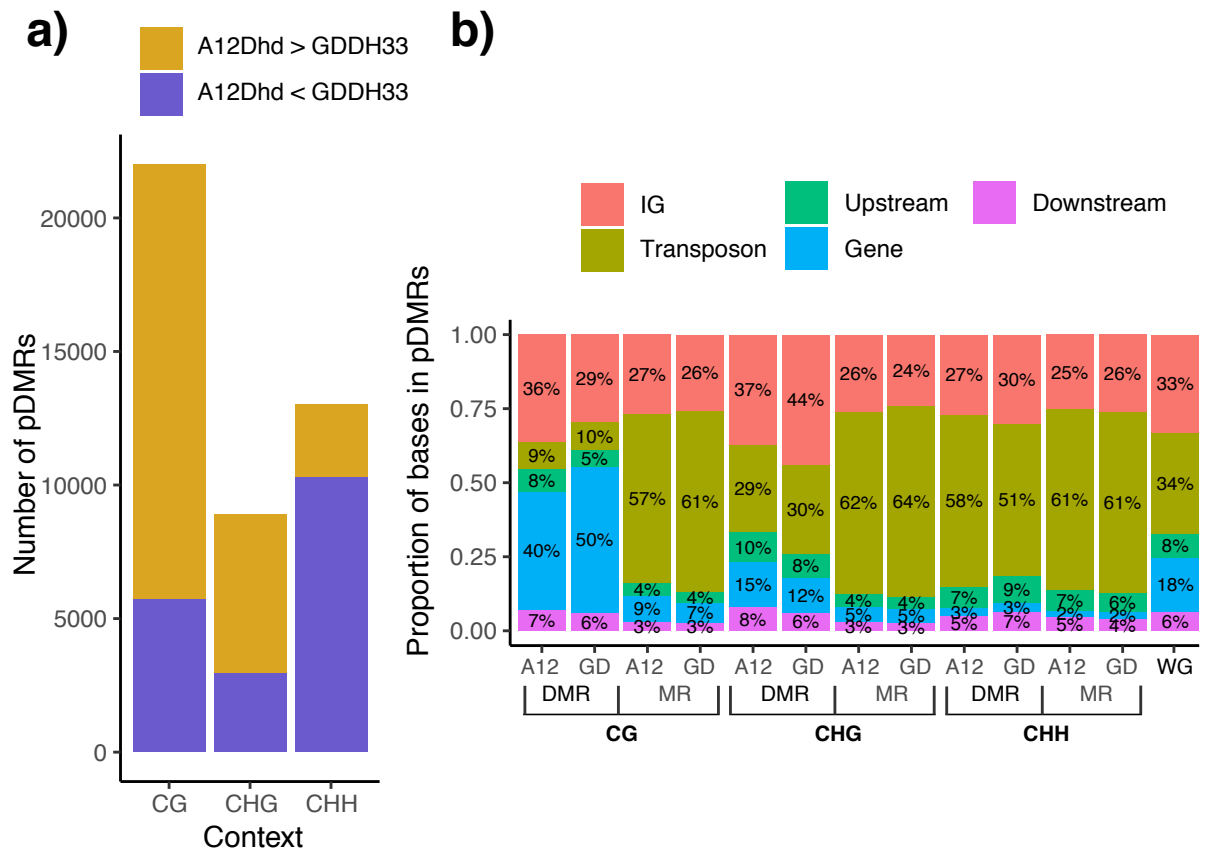 a)
A12Dhd > GDDH33
A12Dhd < GDDH33
Number of pDMRs
20000
15000
10000
5000
0
CG CHG CHH
Context
b)
IG Upstream Downstream
Transposon Gene
Proportion of bases in pDMRs
1.00
0.75
0.50
0.25
0.00
36% 9% 8% 40% 7%
29% 10% 5% 50% 6%
27% 57% 4% 9% 3%
26% 61% 4% 7% 3%
37% 29% 10% 15% 8%
44% 30% 8% 12% 6%
26% 62% 4% 5% 3%
24% 64% 4% 5% 3%
27% 58% 7% 3% 5%
30% 51% 9% 3% 7%
25% 61% 7% 2% 5%
26% 61% 6% 2% 4%
33% 34% 8% 18% 6%
A12 GD A12 GD A12 GD A12 GD A12 GD A12 GD WG
DMR MR DMR MR DMR MR
CG CHG CHH